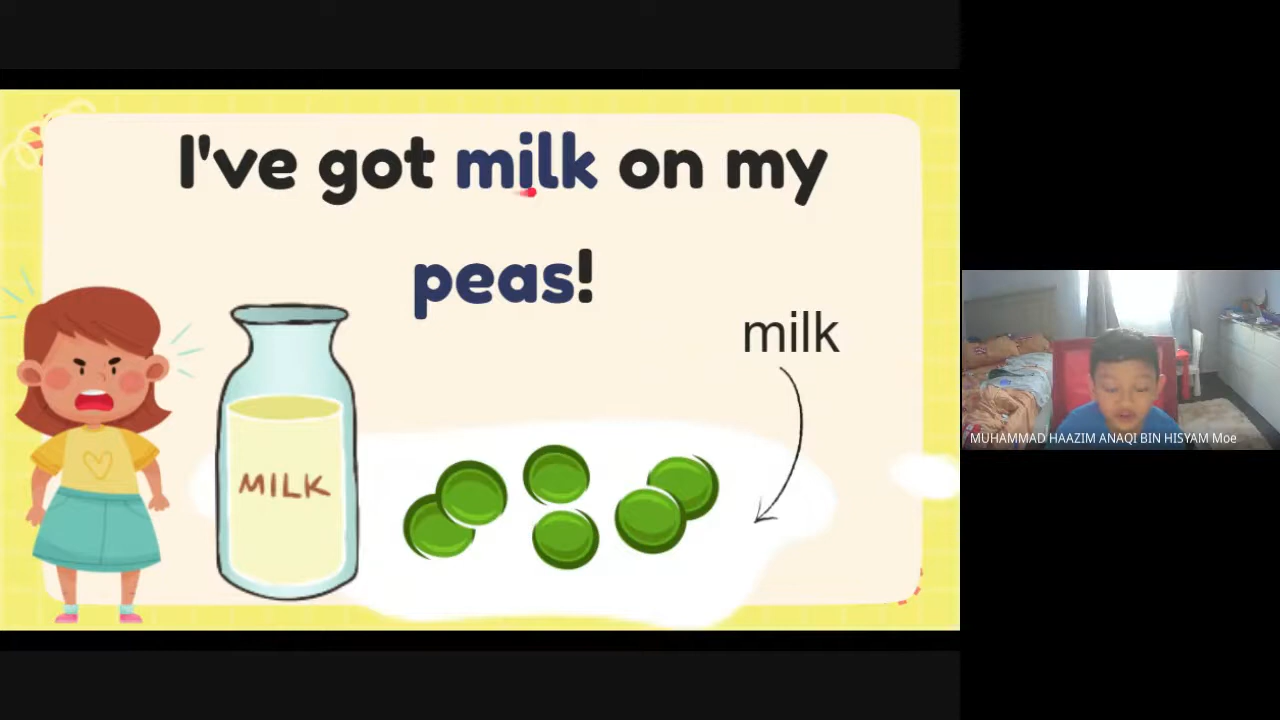 I've got milk on my
peas!
milk
MILK
MUHAMMAD HAAZIM ANAQI BIN HISYAM Moe